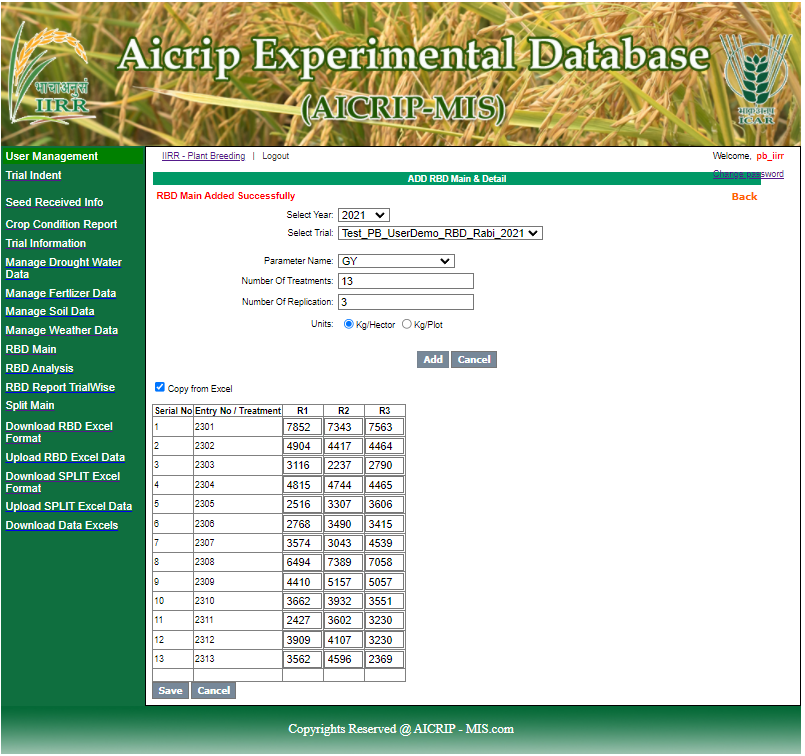 Aicrip Experimental Database
(AICRIP-MIS)
IIRR
ICAR
User Management
Trial Indent
Seed Received Info
Crop Condition Report
Trial Information
Manage Drought Water
Data
Manage Fertlizer Data
Manage Soil Data
Manage Weather Data
RBD Main
RBD Analysis
RBD Report TrialWise
Split Main
Download RBD Excel
Format
Upload RBD Excel Data
Download SPLIT Excel
Format
Upload SPLIT Excel Data
Download Data Excels
IIRR - Plant Breeding | Logout
Welcome, pb_iirr
Change password
ADD RBD Main & Detail
RBD Main Added Successfully
Back
Select Year: 2021
Select Trial: Test_PB_UserDemo_RBD_Rabi_2021
Parameter Name: GY
Number Of Treatments: 13
Number Of Replication: 3
Units: Kg/Hector Kg/Plot
Add Cancel
Copy from Excel
Serial No Entry No / Treatment R1 R2 R3
1 2301 7852 7343 7563
2 2302 4904 4417 4464
3 2303 3116 2237 2790
4 2304 4815 4744 4465
5 2305 2516 3307 3606
6 2306 2768 3490 3415
7 2307 3574 3043 4539
8 2308 6494 7389 7058
9 2309 4410 5157 5057
10 2310 3662 3932 3551
11 2311 2427 3602 3230
12 2312 3909 4107 3230
13 2313 3562 4596 2369
Save Cancel
Copyrights Reserved @ AICRIP - MIS.com